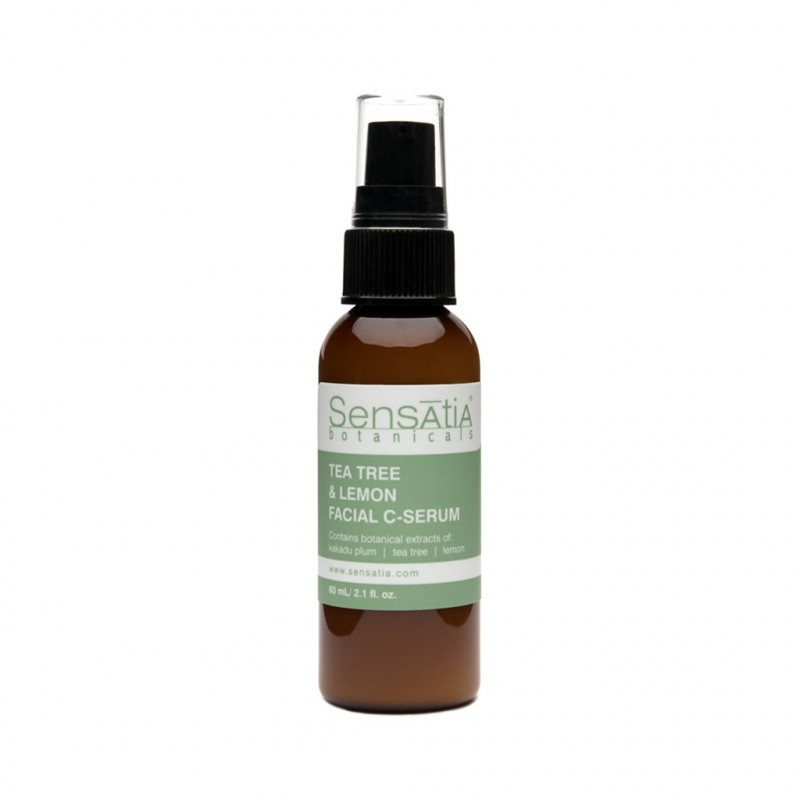 SensĀtiA®
botanicals
TEA TREE
& LEMON
FACIAL C-SERUM
Contains botanical extracts of:
kakadu plum | tea tree | lemon
www.sensatia.com
60 mL/ 2.1 fl. oz.